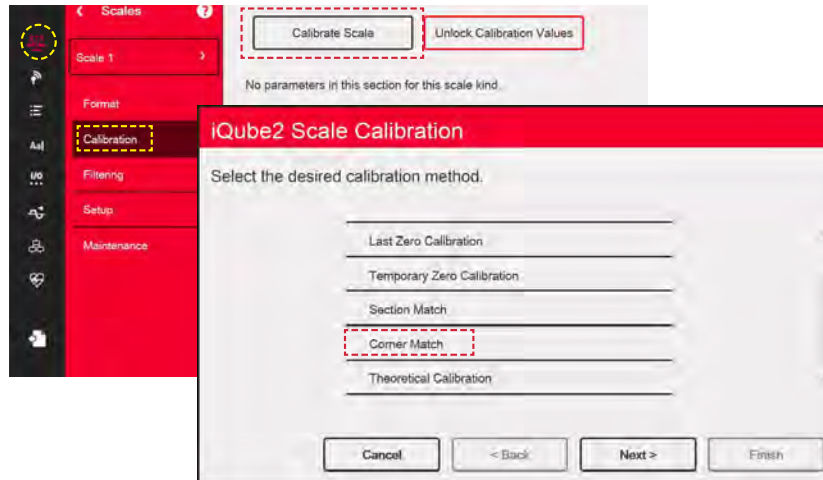 Scales ?
Calibrate Scale Unlock Calibration Values
Scale 1
No parameters in this section for this scale kind.
Format
Calibration
Filtering
Setup
Maintenance
Aa|
I/O
iQube2 Scale Calibration
Select the desired calibration method.
Last Zero Calibration
Temporary Zero Calibration
Section Match
Corner Match
Theoretical Calibration
Cancel < Back Next > Finish